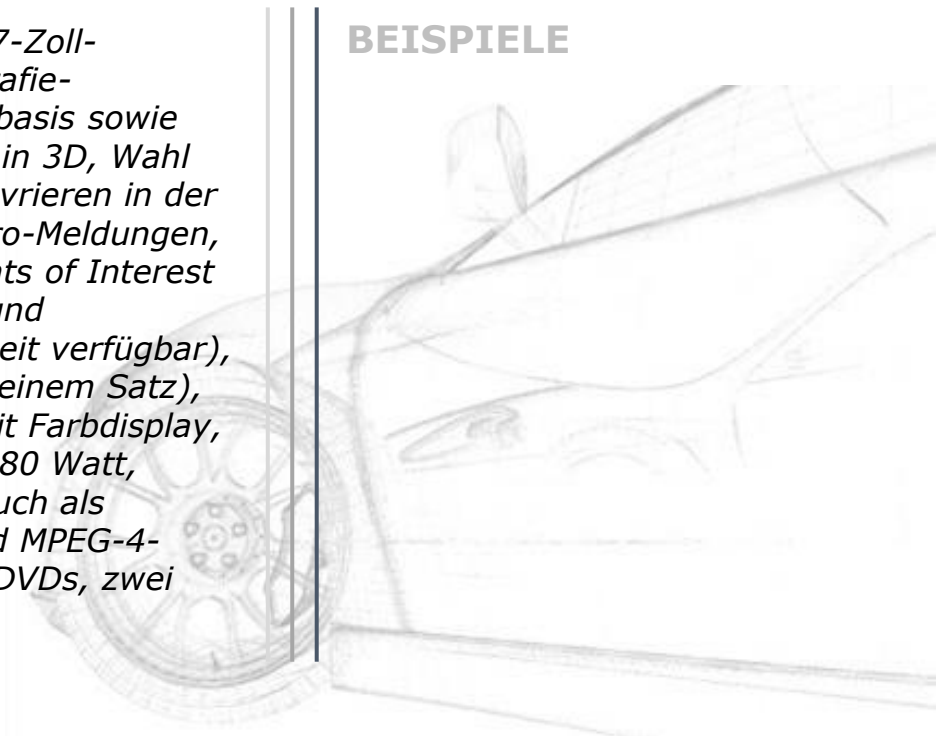 7-Zoll-
afie-
basis sowie
in 3D, Wahl
vrieren in der
ro-Meldungen,
ts of Interest
und
eit verfügbar),
einem Satz),
it Farbdisplay,
80 Watt,
uch als
d MPEG-4-
DVDs, zwei
BEISPIELE